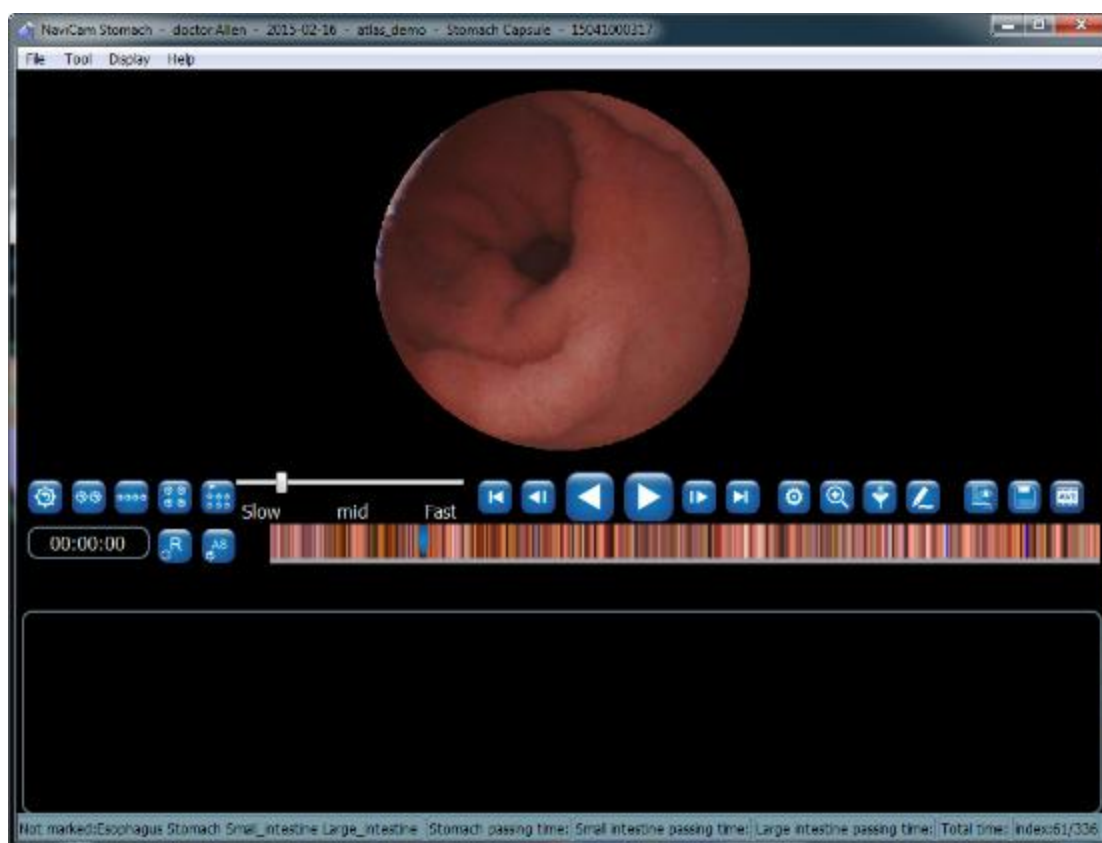 NaviCam Stomach - doctor Allen - 2015-02-16 - atlas_demo - Stomach Capsule - 15041000317
File Tool Display Help
Slow mid Fast
00:00:00 R AS
Not marked:Esophagus Stomach Small_intestine Large_intestine Stomach passing time: Small intestine passing time: Large intestine passing time: Total time: index:61/336